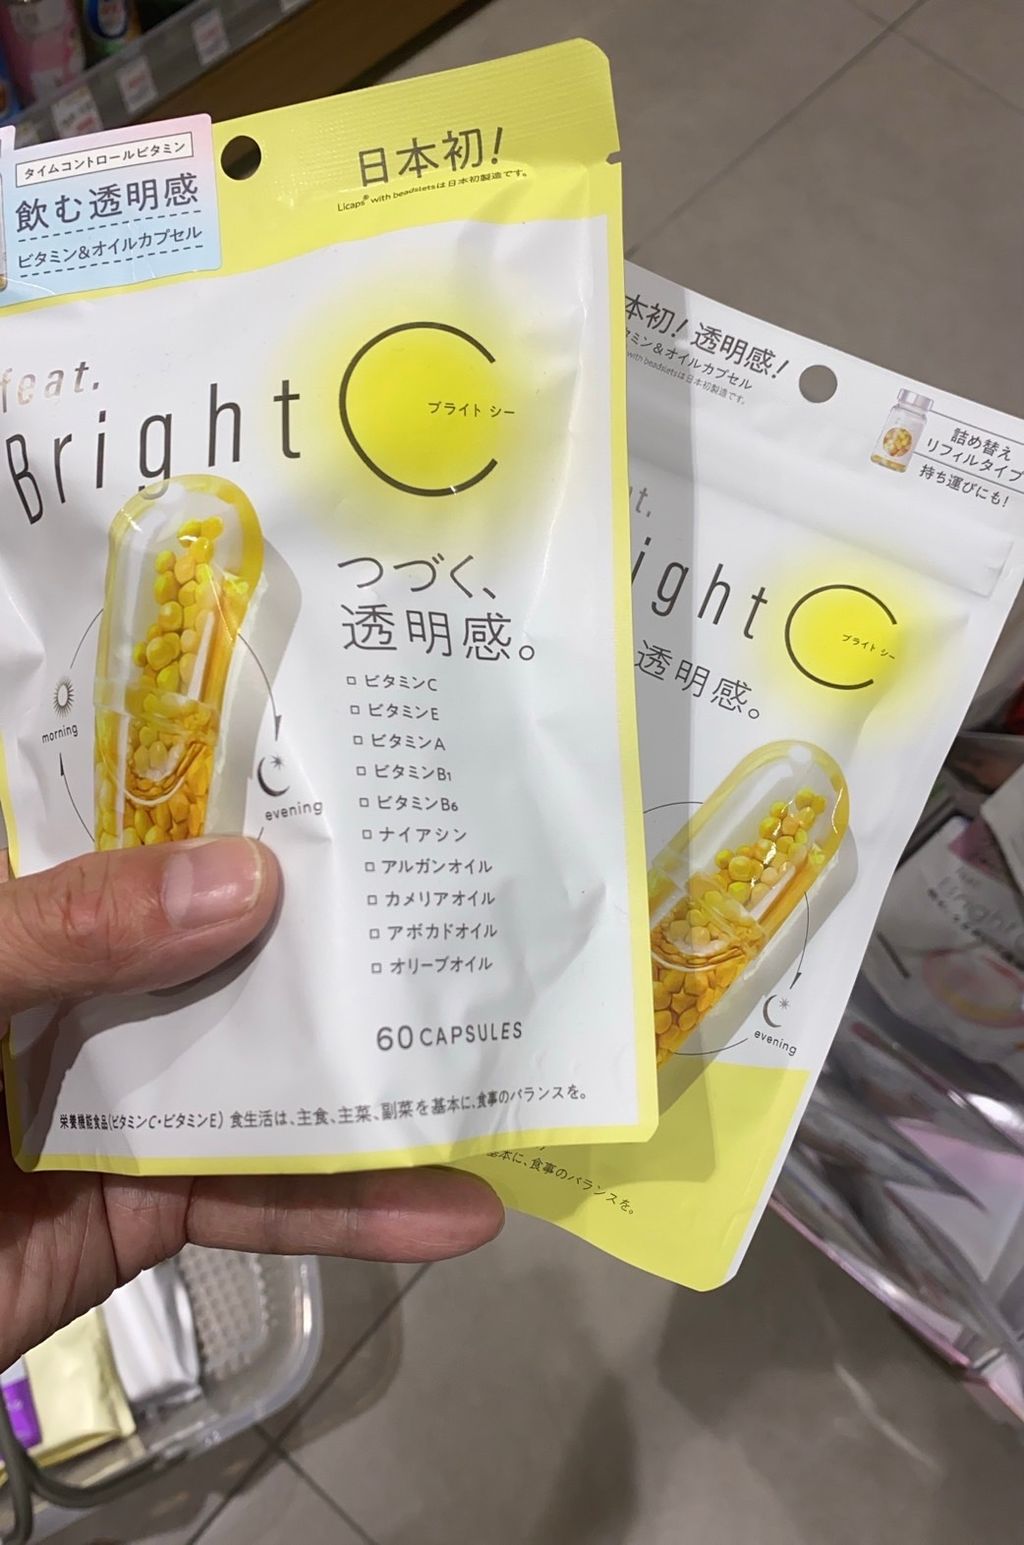 タイムコントロールビタミン
飲む透明感
ビタミン&オイルカプセル
日本初!
Licaps® with beadsletsは日本初製造です。
feat.
Bright C
ブライト シー
つづく、
透明感。
ビタミンC
ビタミンE
ビタミンA
ビタミンB1
ビタミンB6
ナイアシン
アルガンオイル
カメリアオイル
アボカドオイル
オリーブオイル
morning
evening
60 CAPSULES
栄養機能食品(ビタミンC・ビタミンE) 食生活は、主食、主菜、副菜を基本に、食事のバランスを。
本初! 透明感!
タミン&オイルカプセル
with beadsletsは日本初製造です。
詰め替え
リフィルタイプ
持ち運びにも!
at.
ight C
ブライト シー
透明感。
evening
基本に、食事のバランスを。